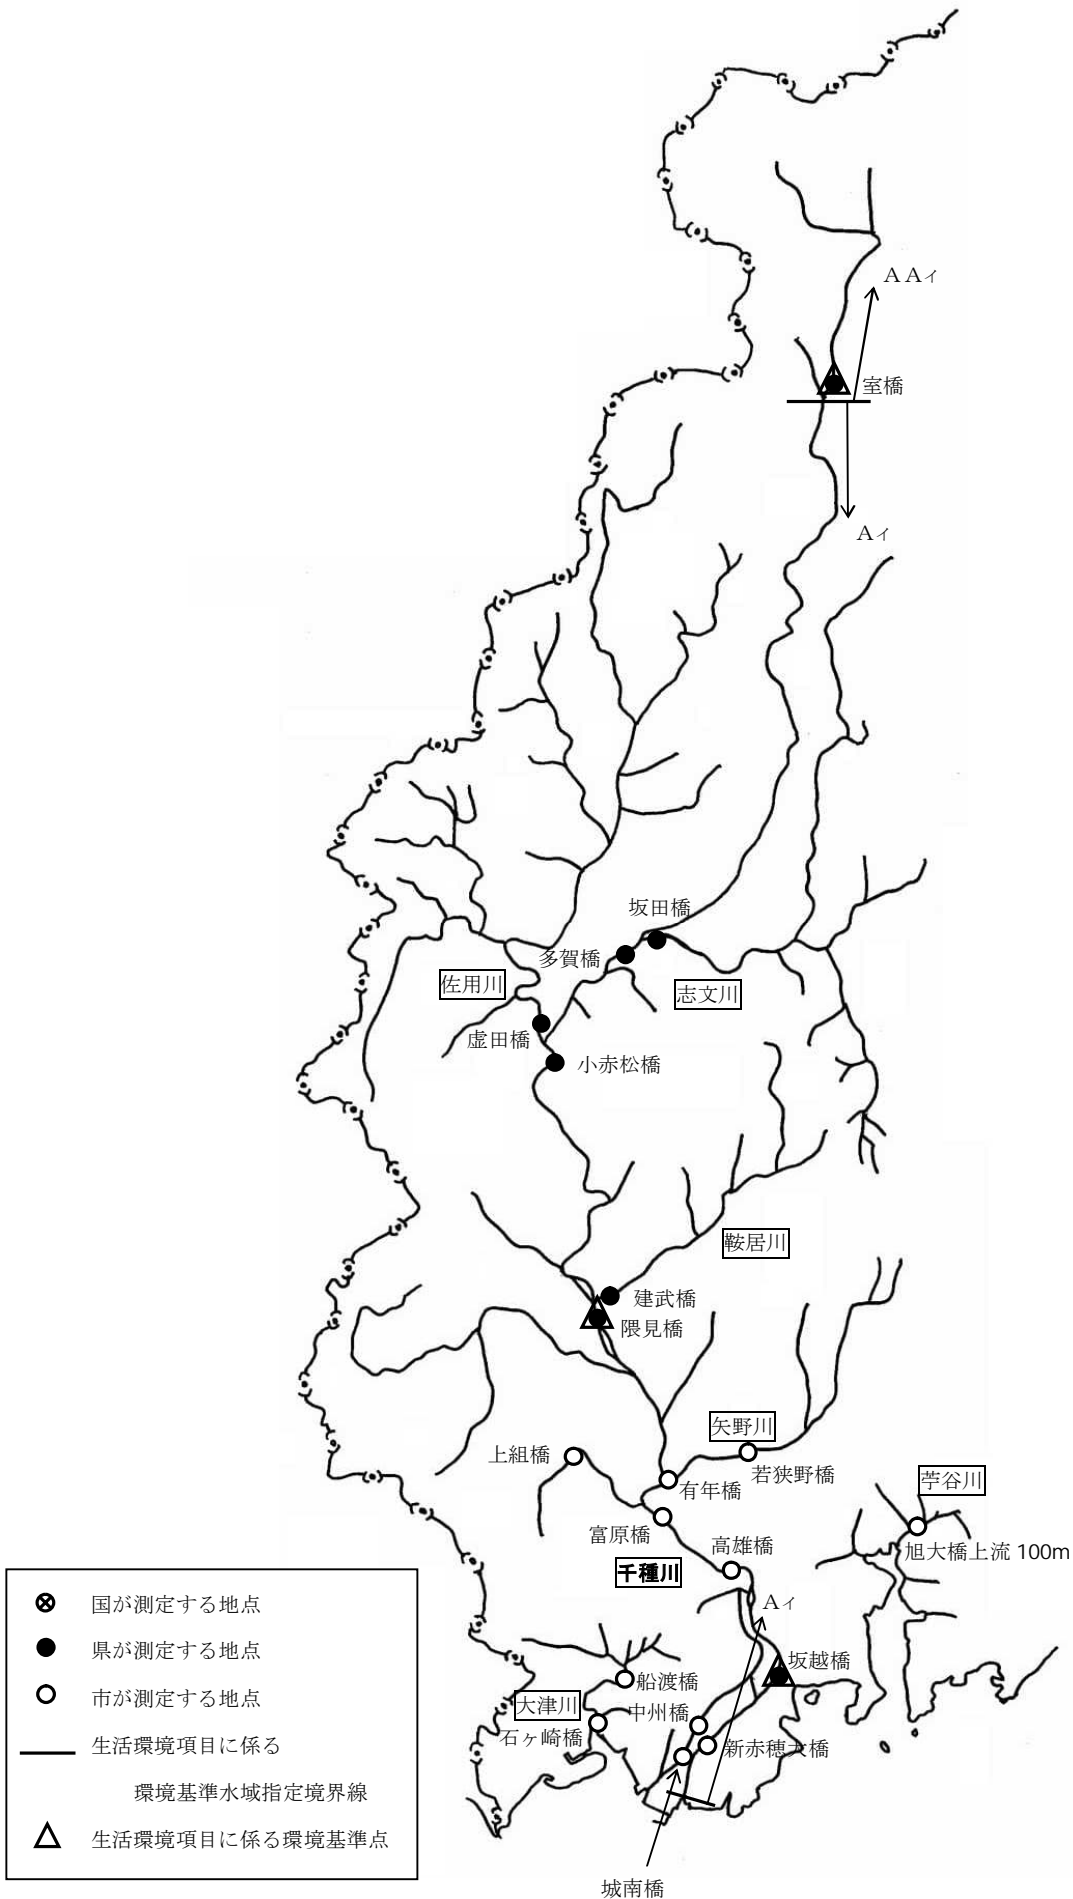 ＡＡイ
室橋
Ａイ
坂田橋
多賀橋
佐用川
志文川
虚田橋
小赤松橋
鞍居川
建武橋
隈見橋
矢野川
上組橋
若狭野橋
有年橋
苧谷川
富原橋
高雄橋
旭大橋上流 100m
千種川
Ａイ
坂越橋
船渡橋
大津川
中州橋
石ヶ崎橋
新赤穂大橋
城南橋
国が測定する地点
県が測定する地点
市が測定する地点
生活環境項目に係る
環境基準水域指定境界線
生活環境項目に係る環境基準点